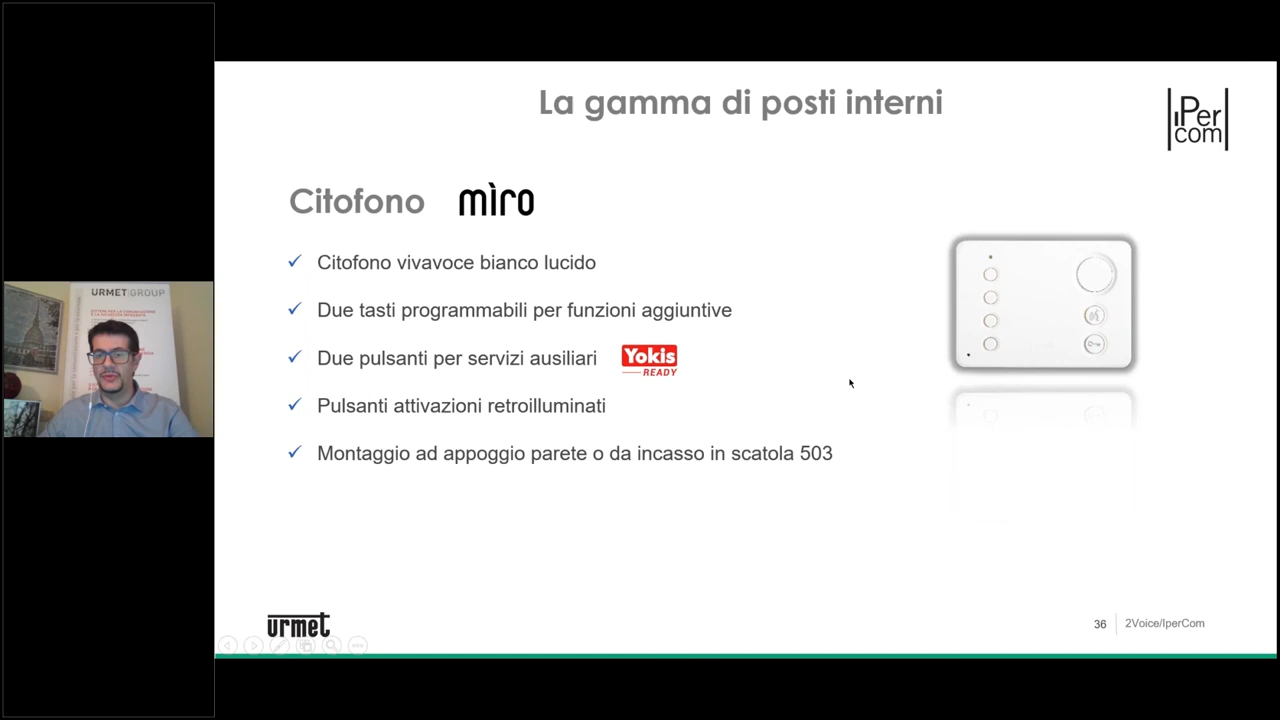 La gamma di posti interni
iPer
com
Citofono mìro
Citofono vivavoce bianco lucido
Due tasti programmabili per funzioni aggiuntive
Due pulsanti per servizi ausiliari Yokis
READY
Pulsanti attivazioni retroilluminati
Montaggio ad appoggio parete o da incasso in scatola 503
URMET GROUP
urmet
36 2Voice/IperCom